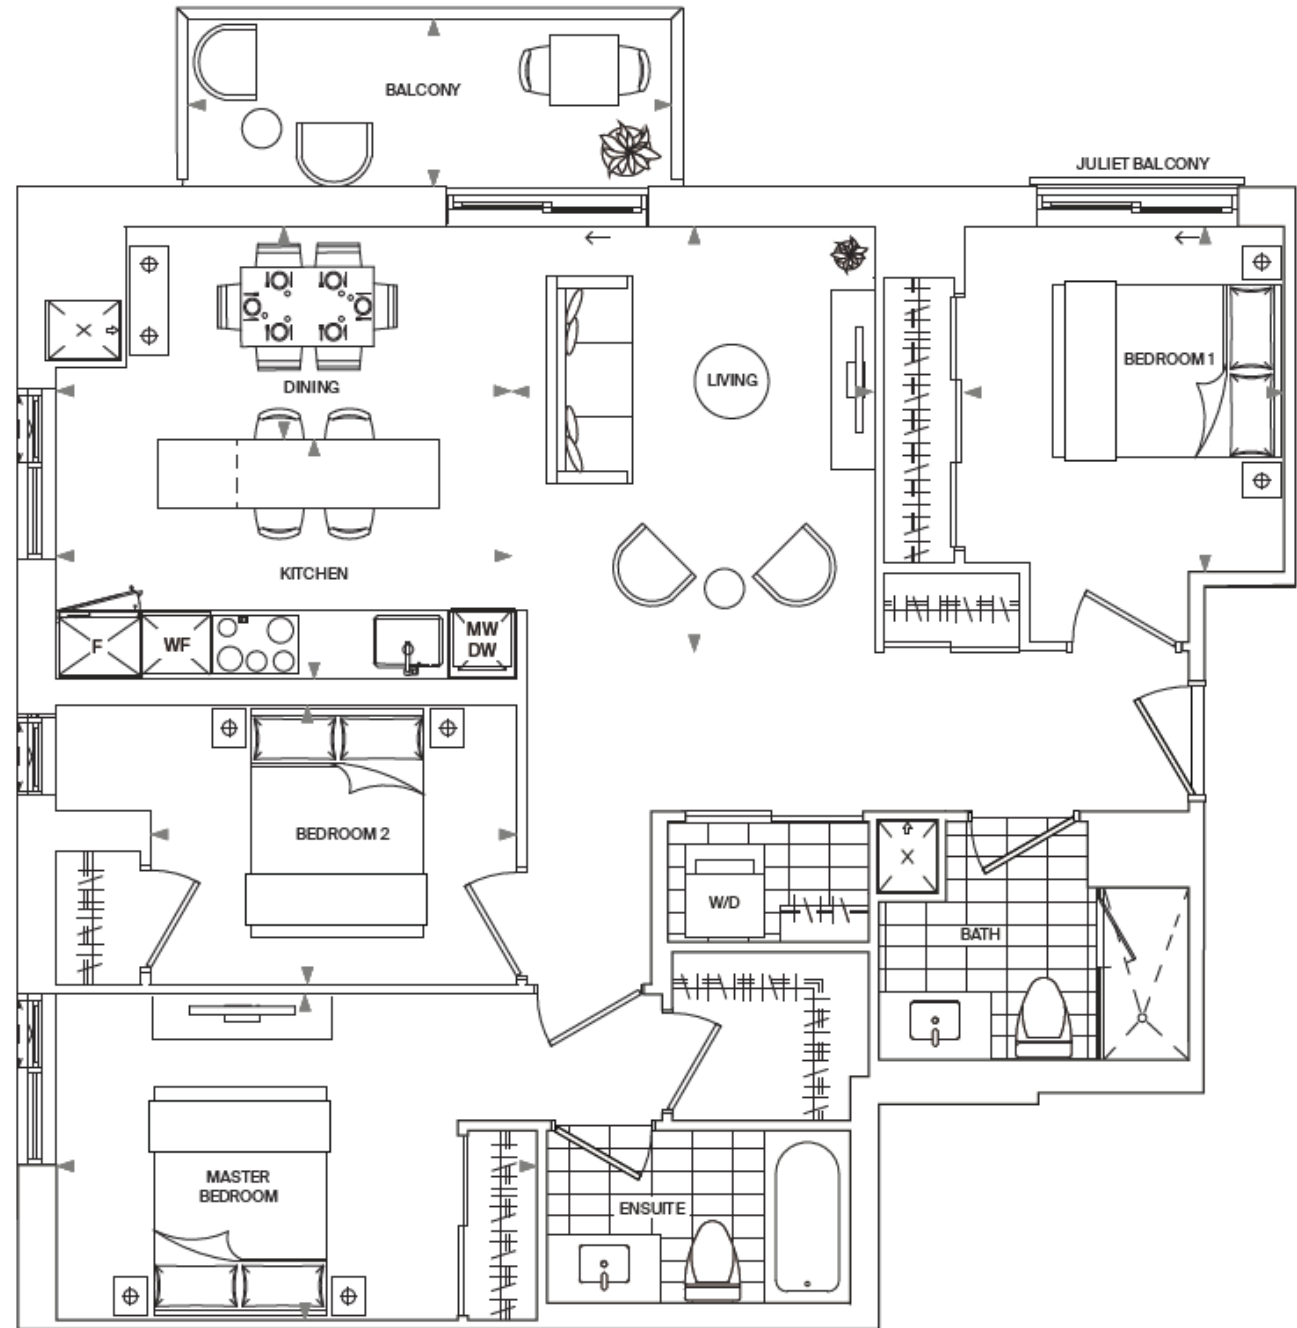 BALCONY
JULIET BALCONY
DINING
LIVING
BEDROOM 1
KITCHEN
F
WF
MW
DW
BEDROOM 2
W/D
BATH
MASTER
BEDROOM
ENSUITE